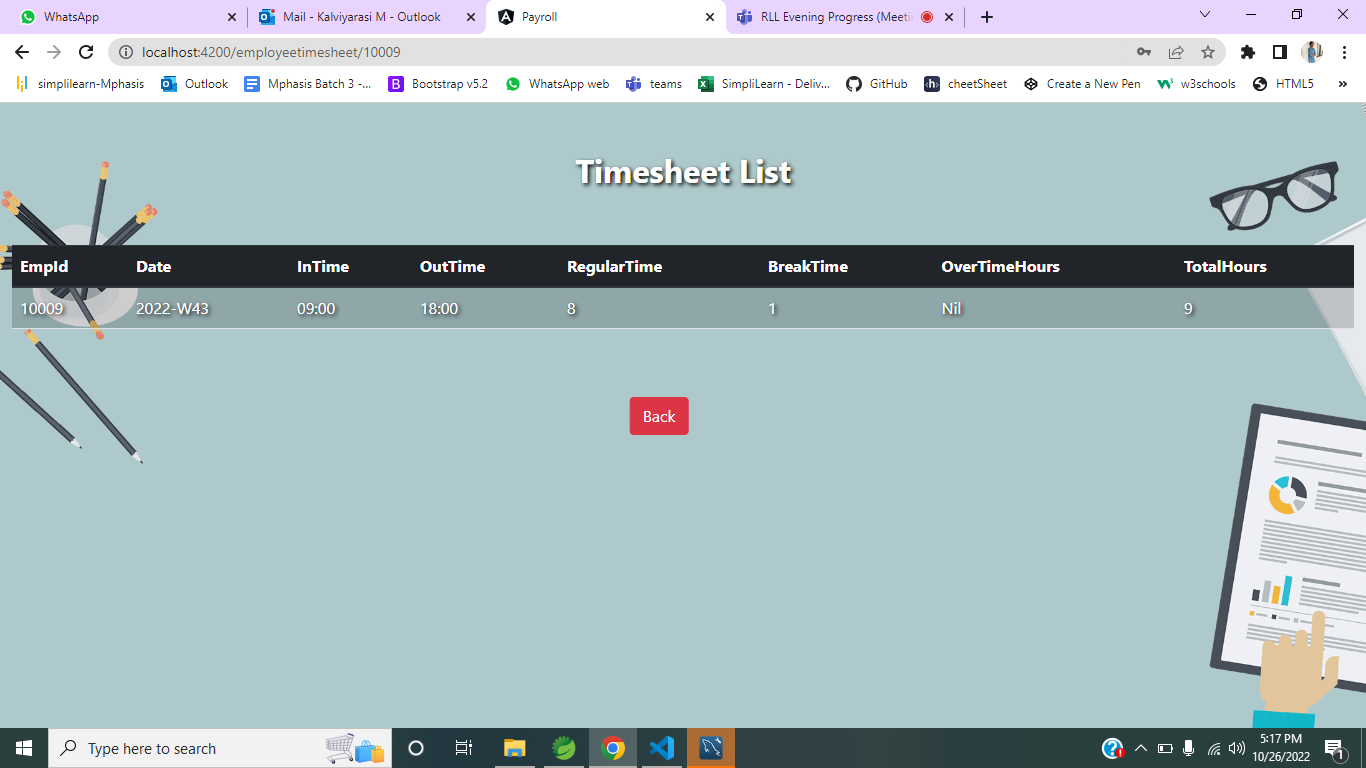 WhatsApp
Mail - Kalviyarasi M - Outlook
Payroll
RLL Evening Progress (Meeti
localhost:4200/employeetimesheet/10009
simplilearn-Mphasis Outlook Mphasis Batch 3 -... Bootstrap v5.2 WhatsApp web teams SimpliLearn - Deliv... GitHub cheetSheet Create a New Pen w3schools HTML5 »
Timesheet List
EmpId Date InTime OutTime RegularTime BreakTime OverTimeHours TotalHours
10009 2022-W43 09:00 18:00 8 1 Nil 9
Back
Type here to search
5:17 PM
10/26/2022
1